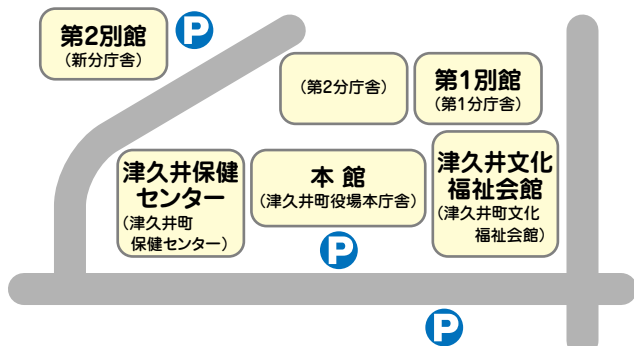 第2別館
（新分庁舎）
P
（第2分庁舎）
第1別館
（第1分庁舎）
津久井保健
センター
（津久井町
保健センター）
本館
（津久井町役場本庁舎）
津久井文化
福祉会館
（津久井町文化
福祉会館）
P
P